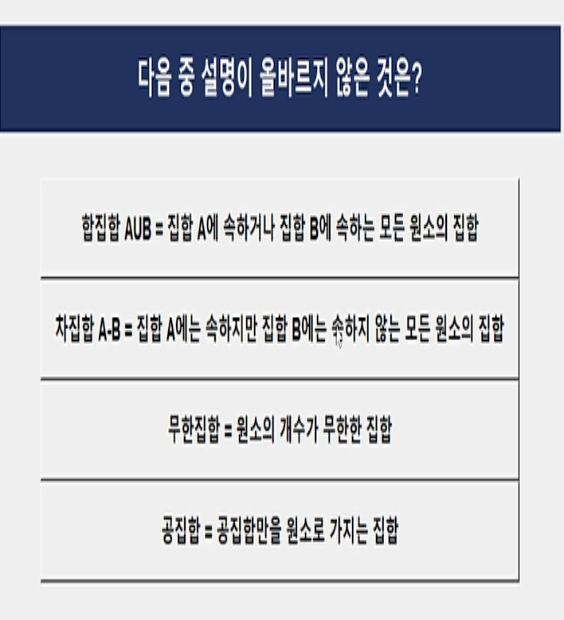 다음 중 설명이 올바르지 않은 것은?
합집합 AUB = 집합 A에 속하거나 집합 B에 속하는 모든 원소의 집합
차집합 A-B = 집합 A에는 속하지만 집합 B에는 속하지 않는 모든 원소의 집합
무한집합 = 원소의 개수가 무한한 집합
공집합 = 공집합만을 원소로 가지는 집합